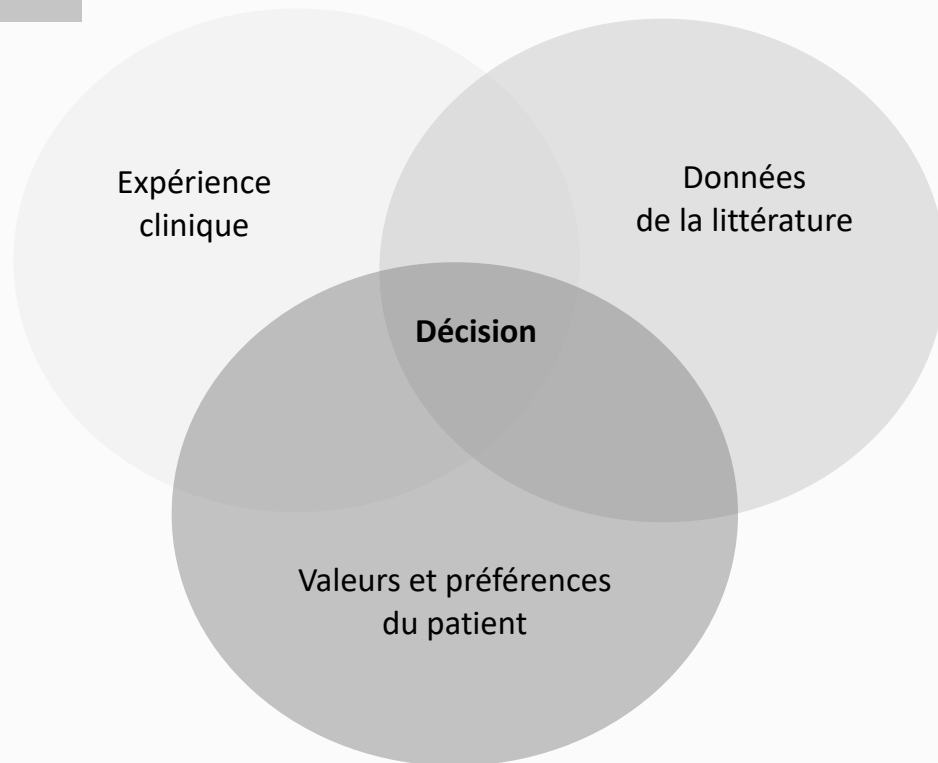 Expérience
clinique
Données
de la littérature
Décision
Valeurs et préférences
du patient